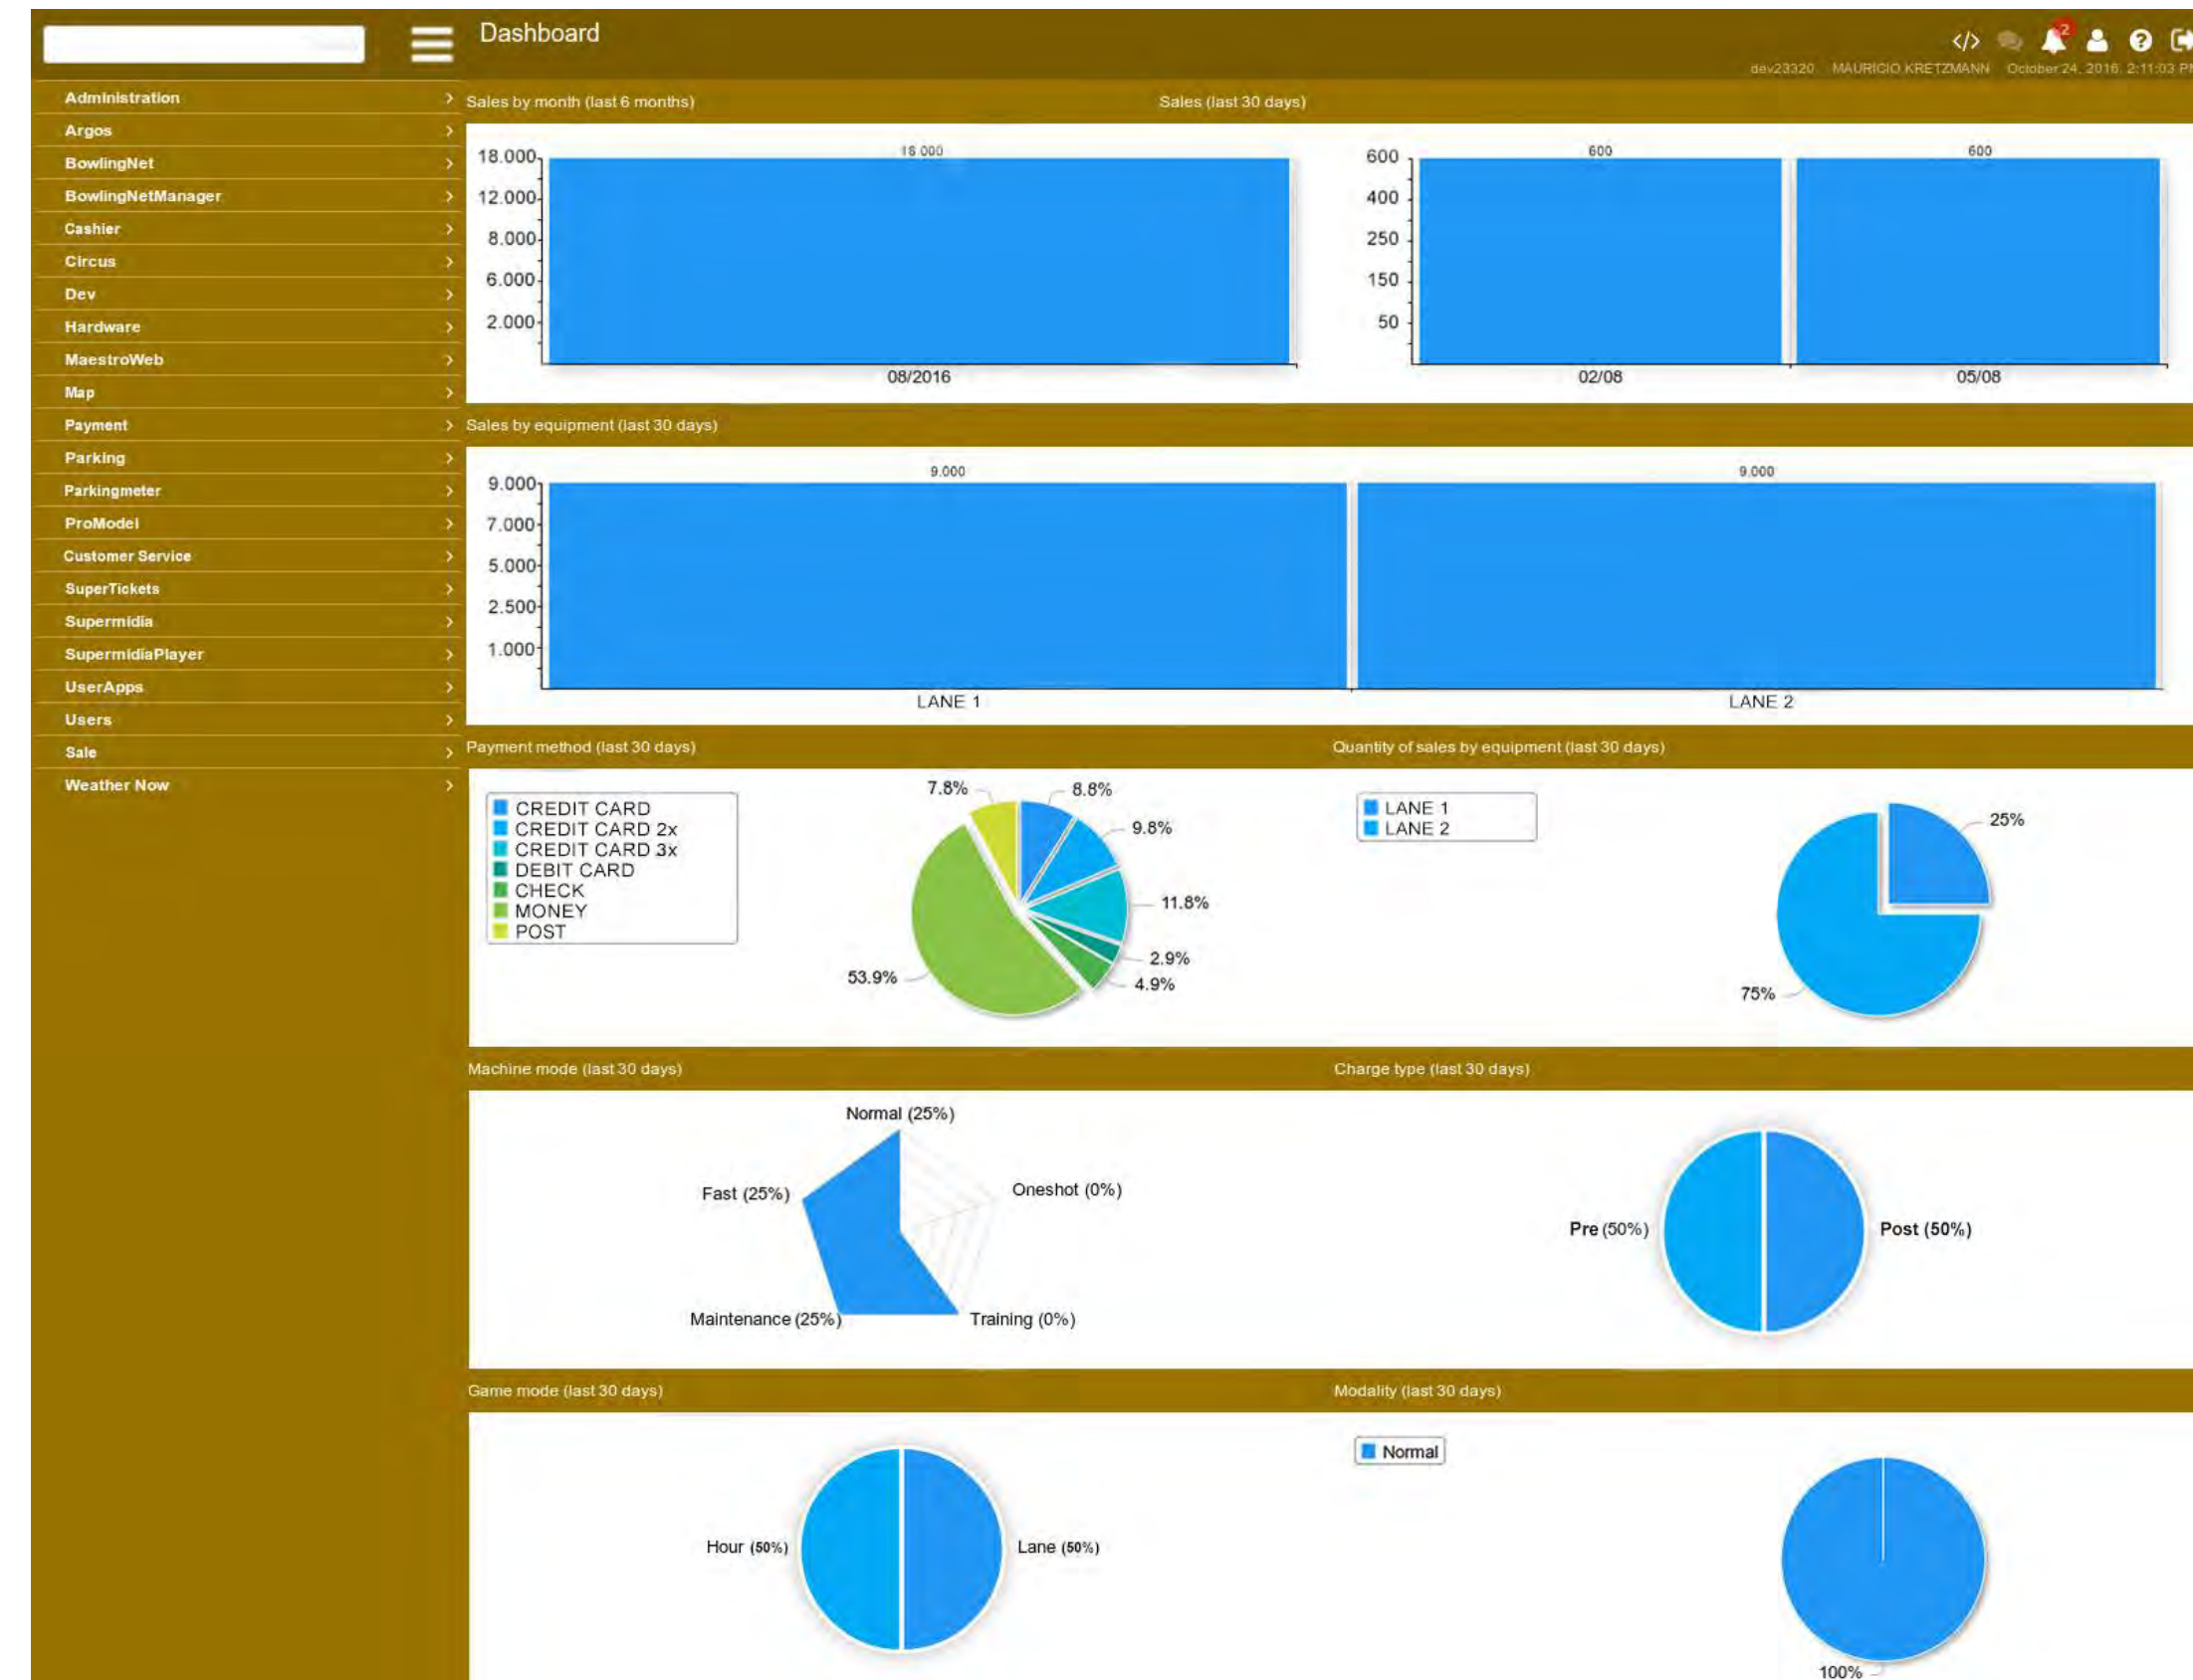 Dashboard
</>
2
dev23320 MAURICIO KRETZMANN October 24, 2016, 2:11:03 PM
Administration
Argos
BowlingNet
BowlingNetManager
Cashier
Circus
Dev
Hardware
MaestroWeb
Map
Payment
Parking
Parkingmeter
ProModel
Customer Service
SuperTickets
Supermidia
SupermidiaPlayer
UserApps
Users
Sale
Weather Now
Sales by month (last 6 months)
18.000
18.000
12.000
8.000
6.000
2.000
08/2016
Sales (last 30 days)
600 600
600
400
250
150
50
02/08 05/08
Sales by equipment (last 30 days)
9.000 9.000
9.000
7.000
5.000
2.500
1.000
LANE 1 LANE 2
Payment method (last 30 days)
CREDIT CARD
CREDIT CARD 2x
CREDIT CARD 3x
DEBIT CARD
CHECK
MONEY
POST
7.8% 8.8%
9.8%
11.8%
2.9%
53.9%
4.9%
Quantity of sales by equipment (last 30 days)
LANE 1
LANE 2
25%
75%
Machine mode (last 30 days)
Normal (25%)
Oneshot (0%)
Fast (25%)
Maintenance (25%)
Training (0%)
Charge type (last 30 days)
Pre (50%)
Post (50%)
Game mode (last 30 days)
Hour (50%)
Lane (50%)
Modality (last 30 days)
Normal
100%